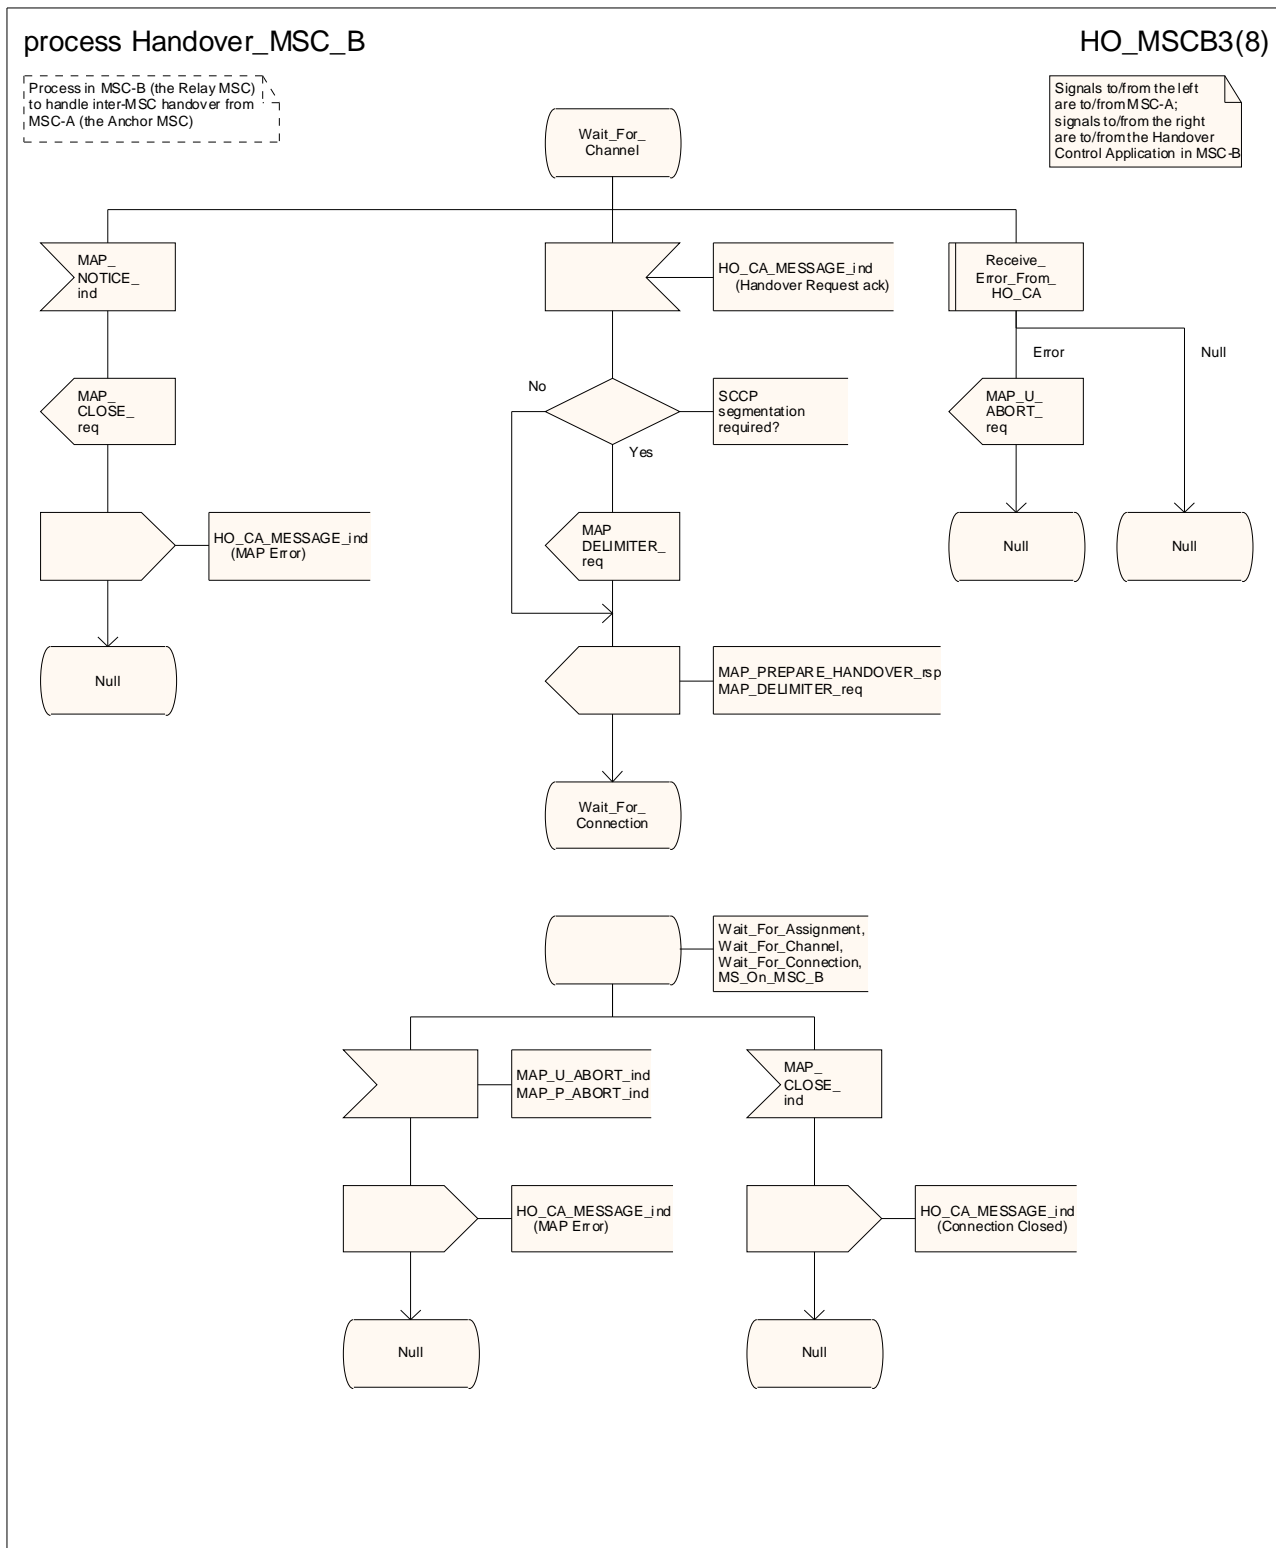 process Handover_MSC_B
HO_MSCB3(8)
Process in MSC-B (the Relay MSC)
to handle inter-MSC handover from
MSC-A (the Anchor MSC)
Signals to/from the left
are to/from MSC-A;
signals to/from the right
are to/from the Handover
Control Application in MSC-B
Wait_For_
Channel
MAP_
NOTICE_
ind
HO_CA_MESSAGE_ind
(Handover Request ack)
Receive_
Error_From_
HO_CA
Error
Null
No
MAP_
CLOSE_
req
SCCP
segmentation
required?
MAP_U_
ABORT_
req
Yes
HO_CA_MESSAGE_ind
(MAP Error)
MAP
DELIMITER_
req
Null
Null
Null
MAP_PREPARE_HANDOVER_rsp
MAP_DELIMITER_req
Wait_For_
Connection
Wait_For_Assignment,
Wait_For_Channel,
Wait_For_Connection,
MS_On_MSC_B
MAP_U_ABORT_ind
MAP_P_ABORT_ind
MAP_
CLOSE_
ind
HO_CA_MESSAGE_ind
(MAP Error)
HO_CA_MESSAGE_ind
(Connection Closed)
Null
Null